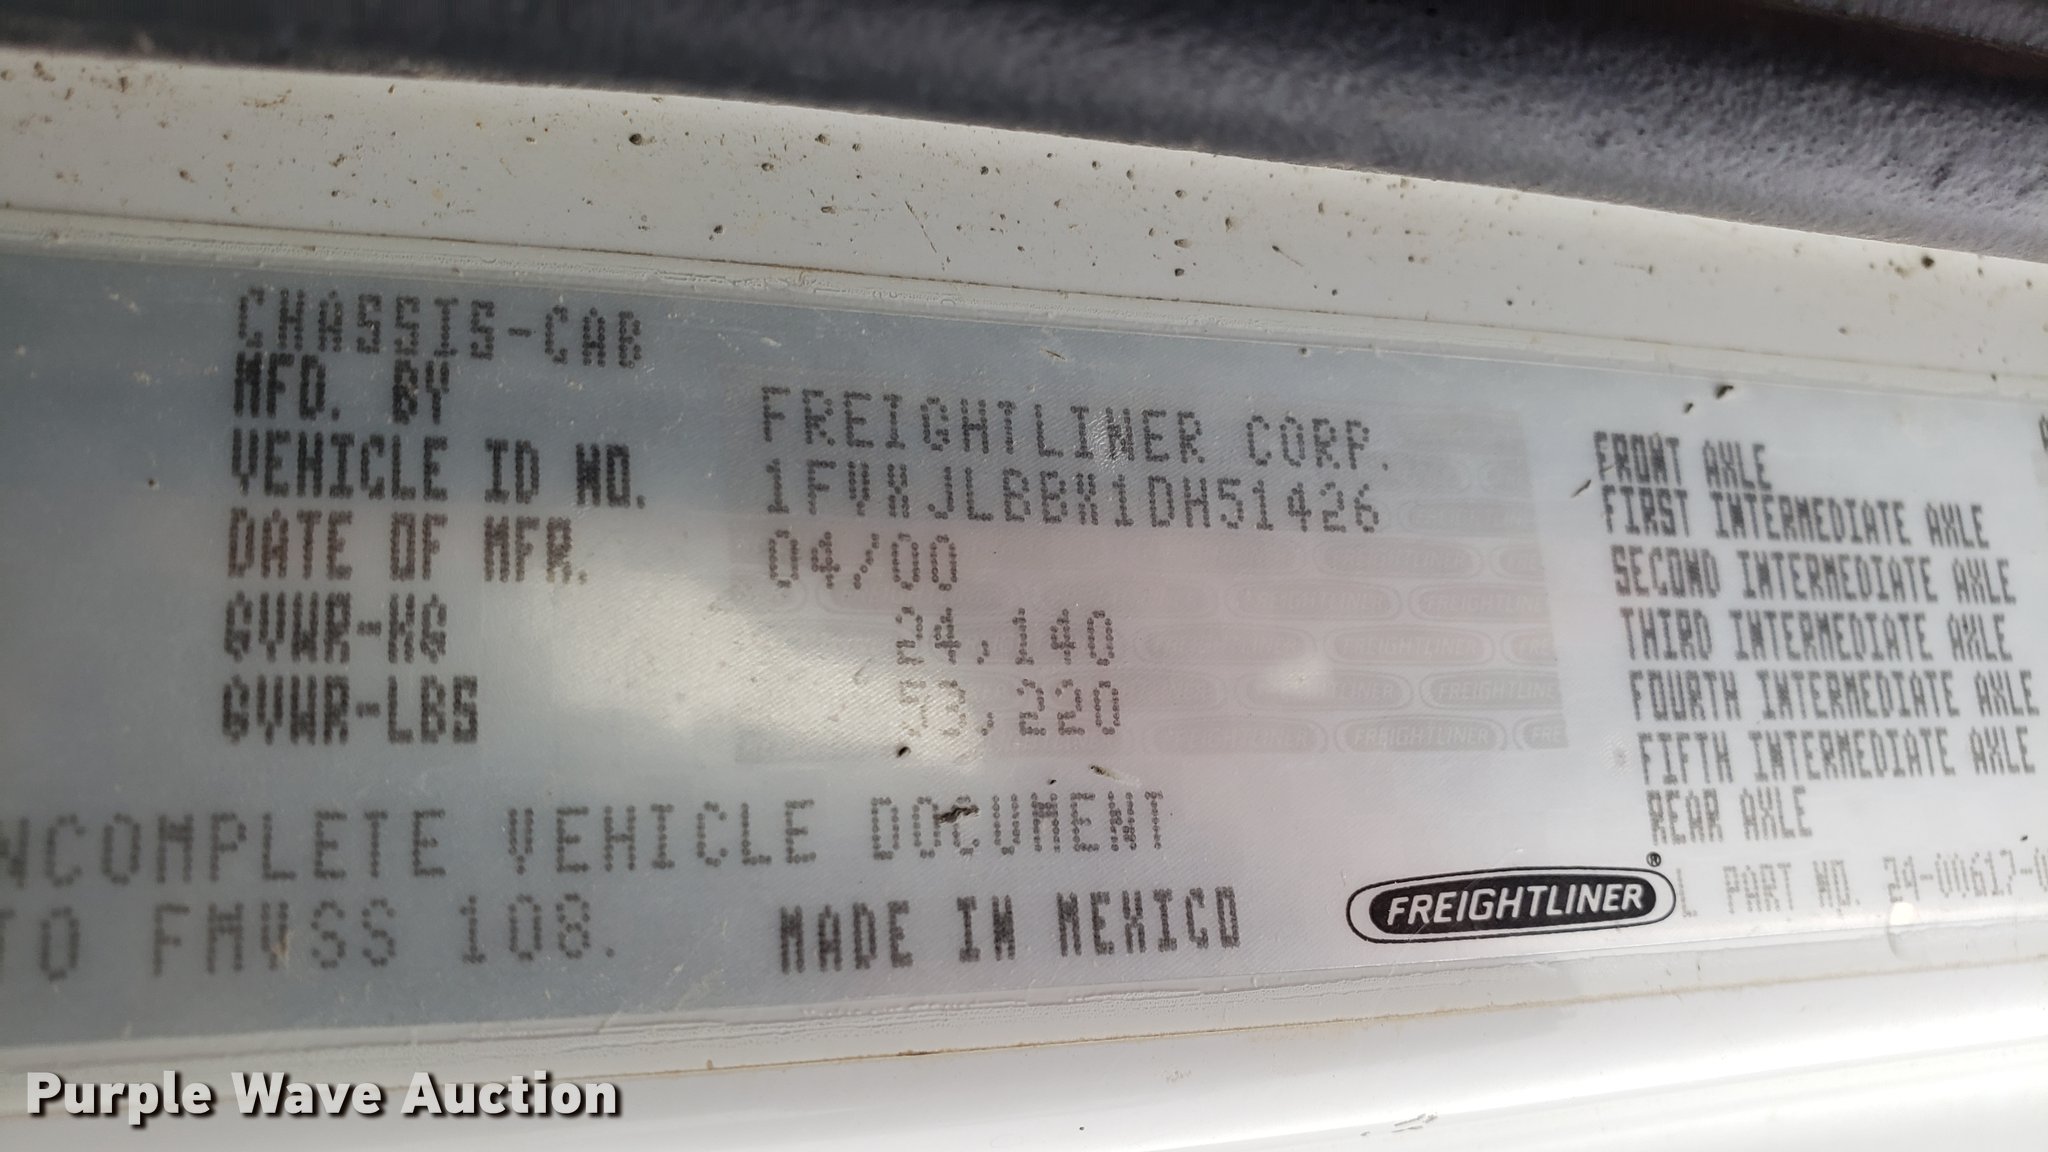 CHASSIS-CAB
MFD. BY FREIGHTLINER CORP.
VEHICLE ID NO. 1FVXJLBBX1DH51426
DATE OF MFR. 04/00
GVWR-KG 24,140
GVWR-LBS 53,220
NCOMPLETE VEHICLE DOCUMENT
TO FMVSS 108.
MADE IN MEXICO
FRONT AXLE
FIRST INTERMEDIATE AXLE
SECOND INTERMEDIATE AXLE
THIRD INTERMEDIATE AXLE
FOURTH INTERMEDIATE AXLE
FIFTH INTERMEDIATE AXLE
REAR AXLE
FREIGHTLINER®
L PART NO. 24-00617-0
Purple Wave Auction